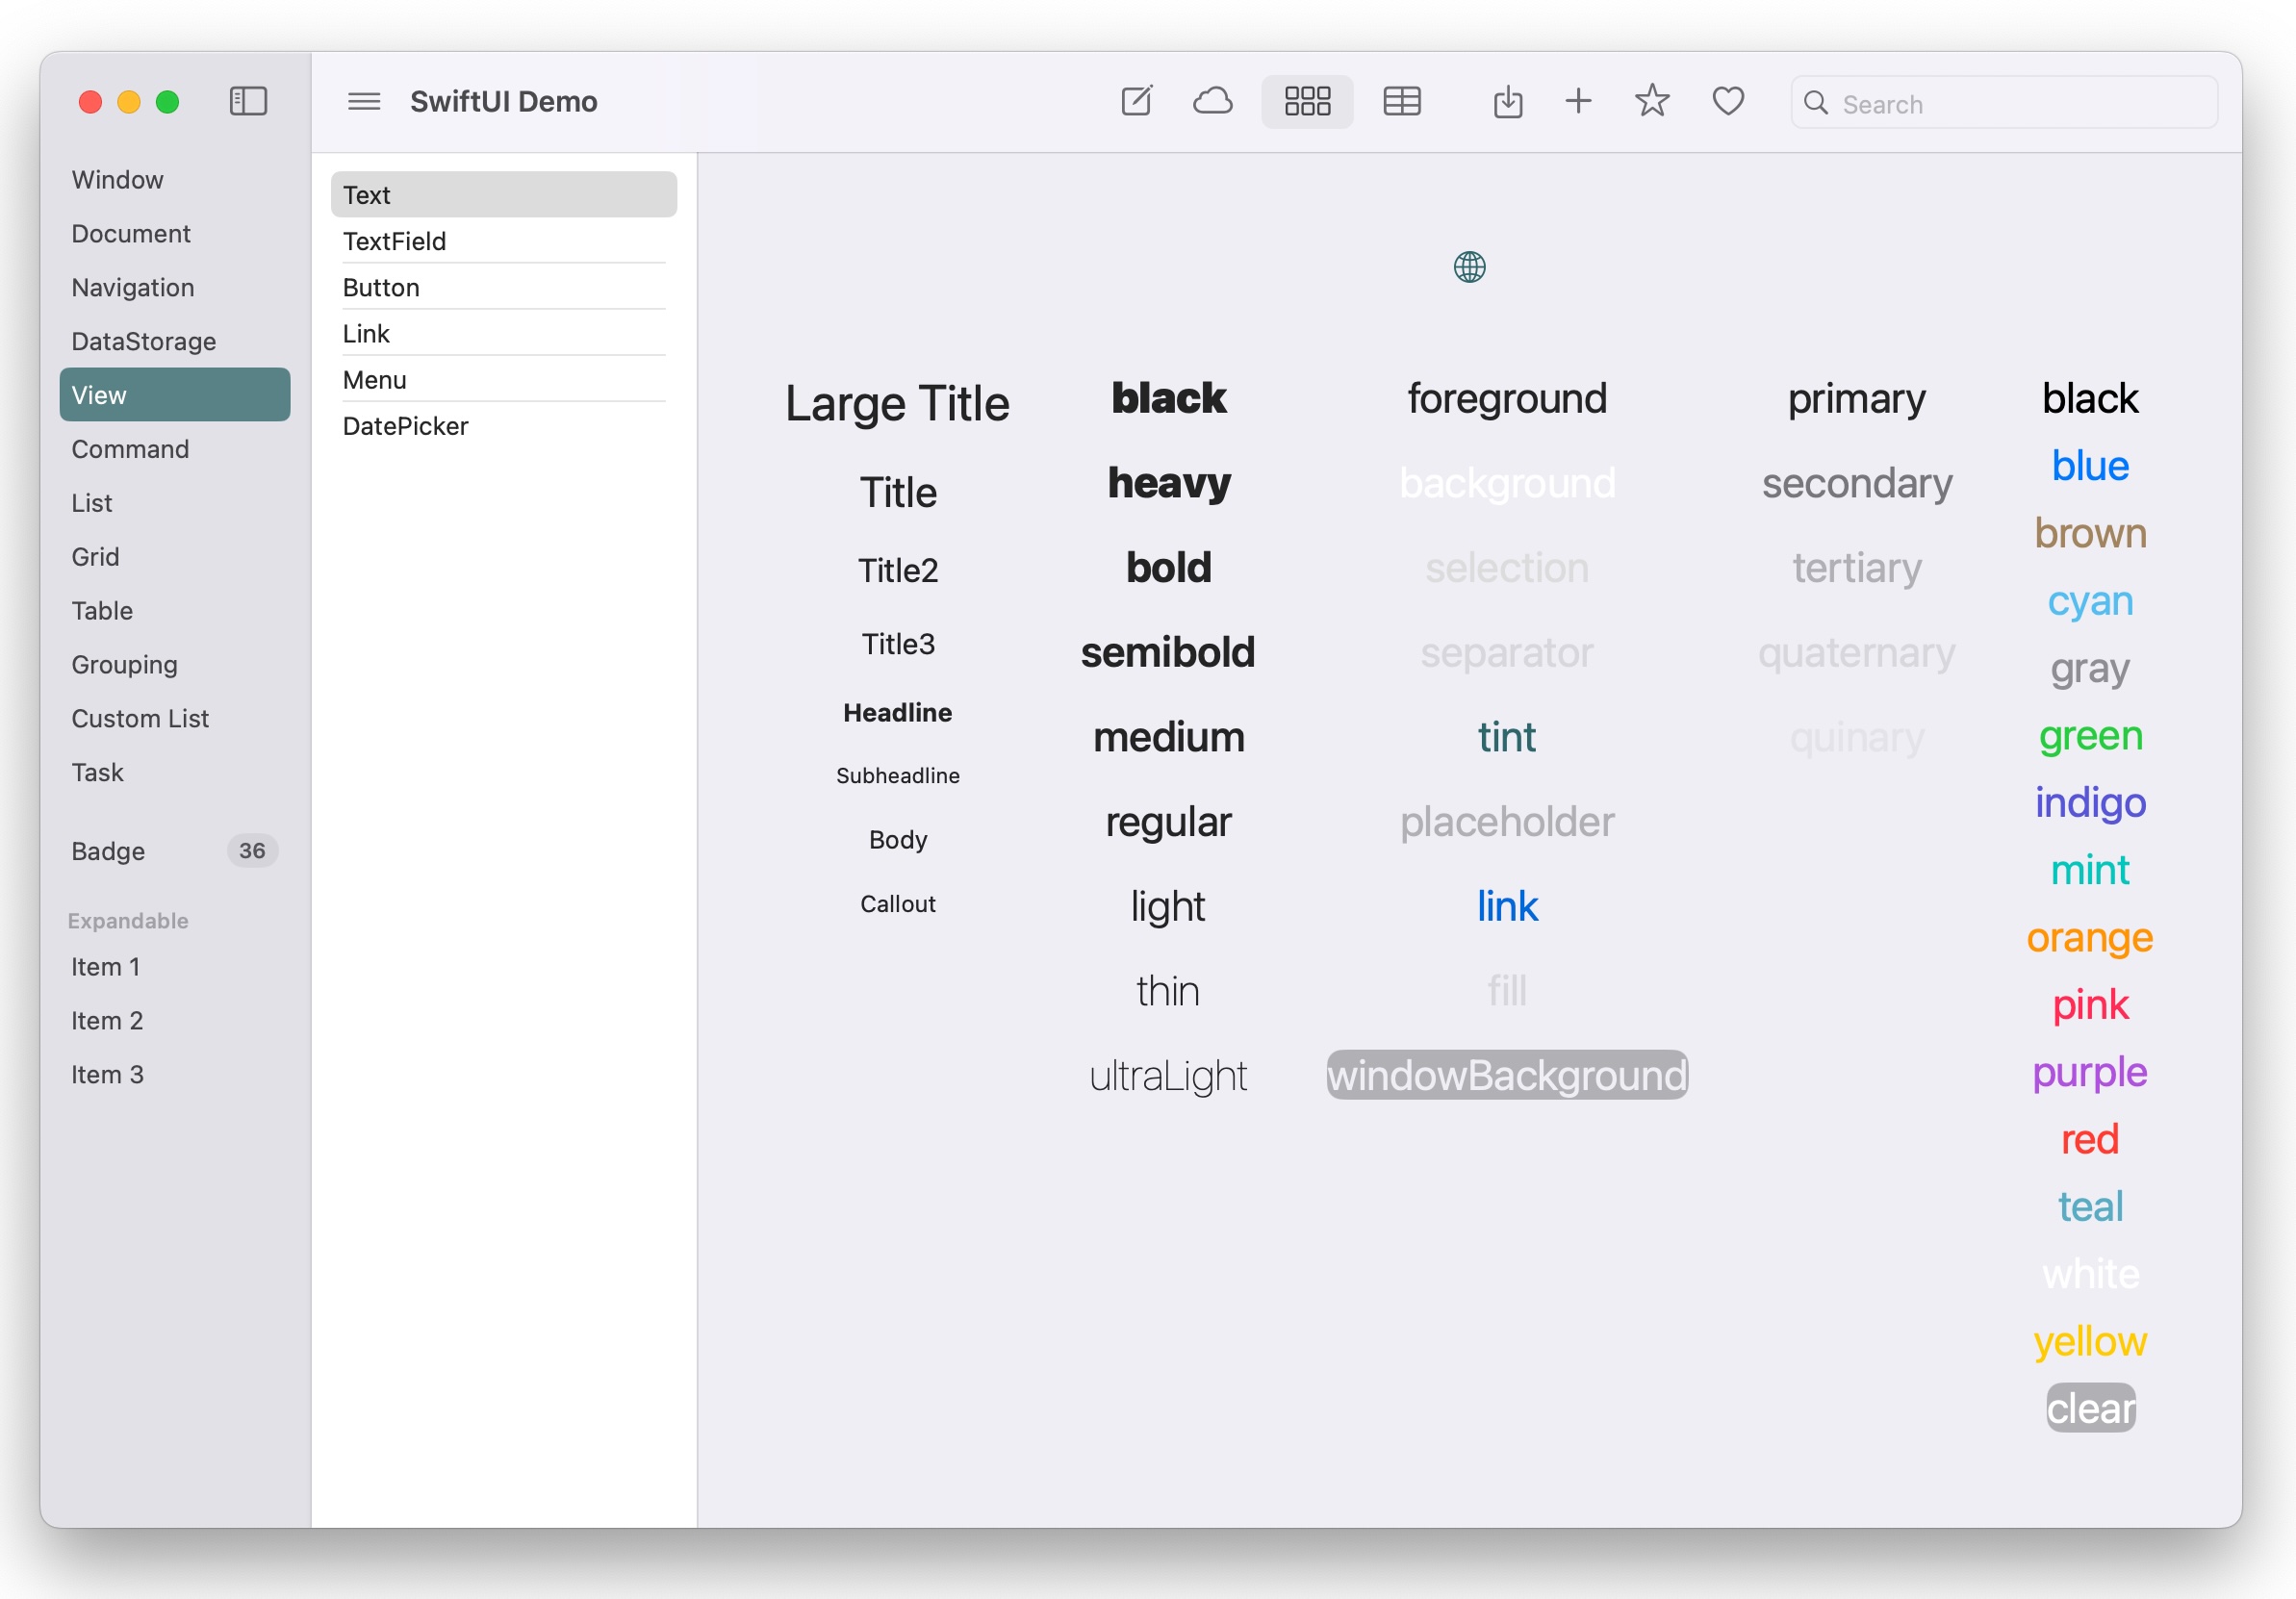 SwiftUI Demo
Search
Window
Document
Navigation
DataStorage
View
Command
List
Grid
Table
Grouping
Custom List
Task
Badge 36
Expandable
Item 1
Item 2
Item 3
Text
TextField
Button
Link
Menu
DatePicker
Large Title
Title
Title2
Title3
Headline
Subheadline
Body
Callout
black
heavy
bold
semibold
medium
regular
light
thin
ultraLight
foreground
background
selection
separator
tint
placeholder
link
fill
windowBackground
primary
secondary
tertiary
quaternary
quinary
black
blue
brown
cyan
gray
green
indigo
mint
orange
pink
purple
red
teal
white
yellow
clear